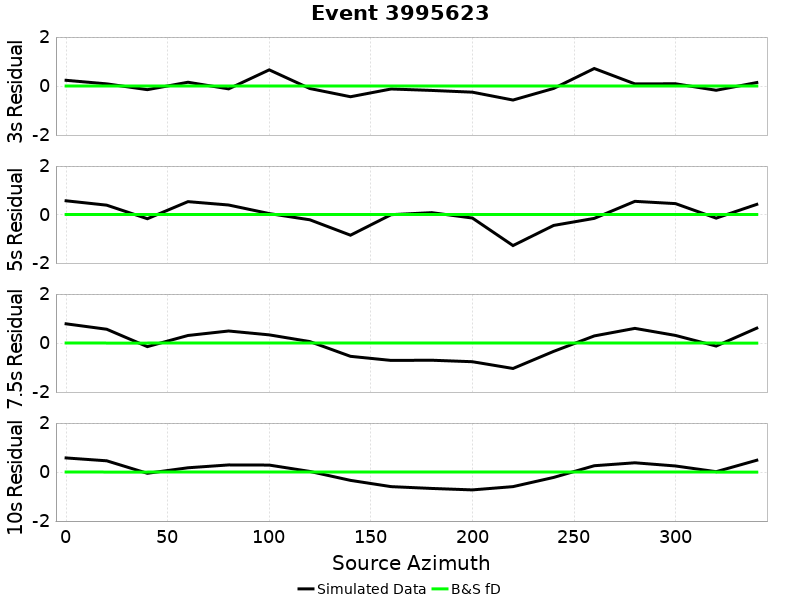 Event 3995623
3s Residual
2
0
-2
5s Residual
2
0
-2
7.5s Residual
2
0
-2
10s Residual
2
0
-2
0 50 100 150 200 250 300
Source Azimuth
Simulated Data B&S fD